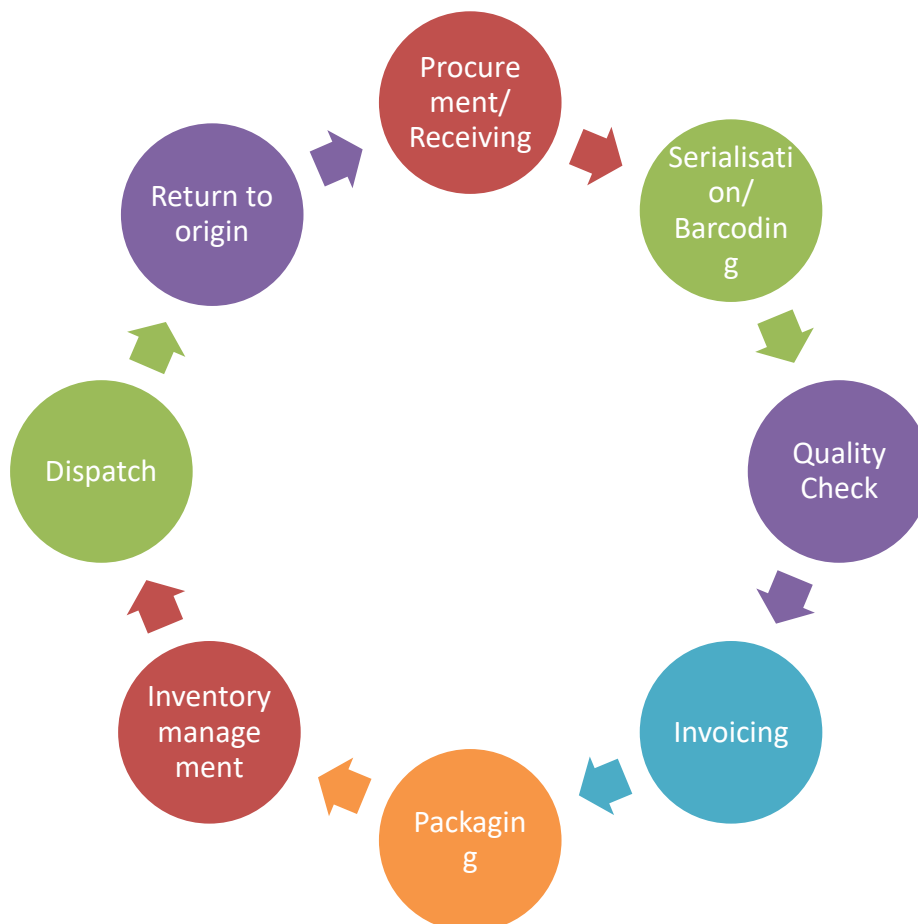 Procure
ment/
Receiving
Serialisati
on/
Barcodin
g
Quality
Check
Invoicing
Packagin
g
Inventory
manage
ment
Dispatch
Return to
origin